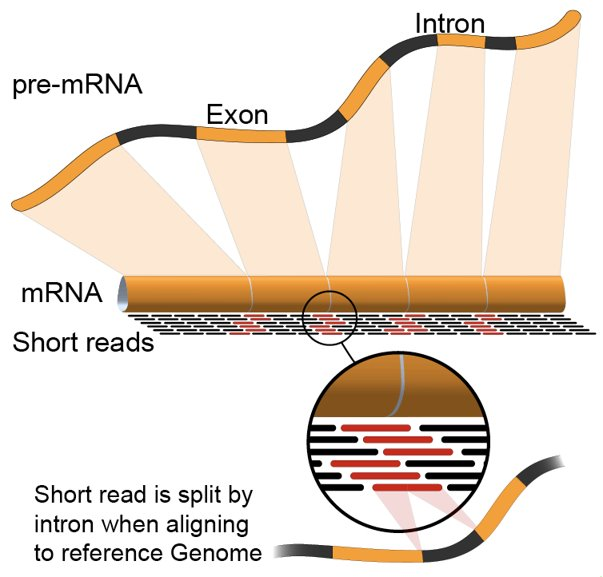 Intron
pre-mRNA
Exon
mRNA
Short reads
Short read is split by
intron when aligning
to reference Genome